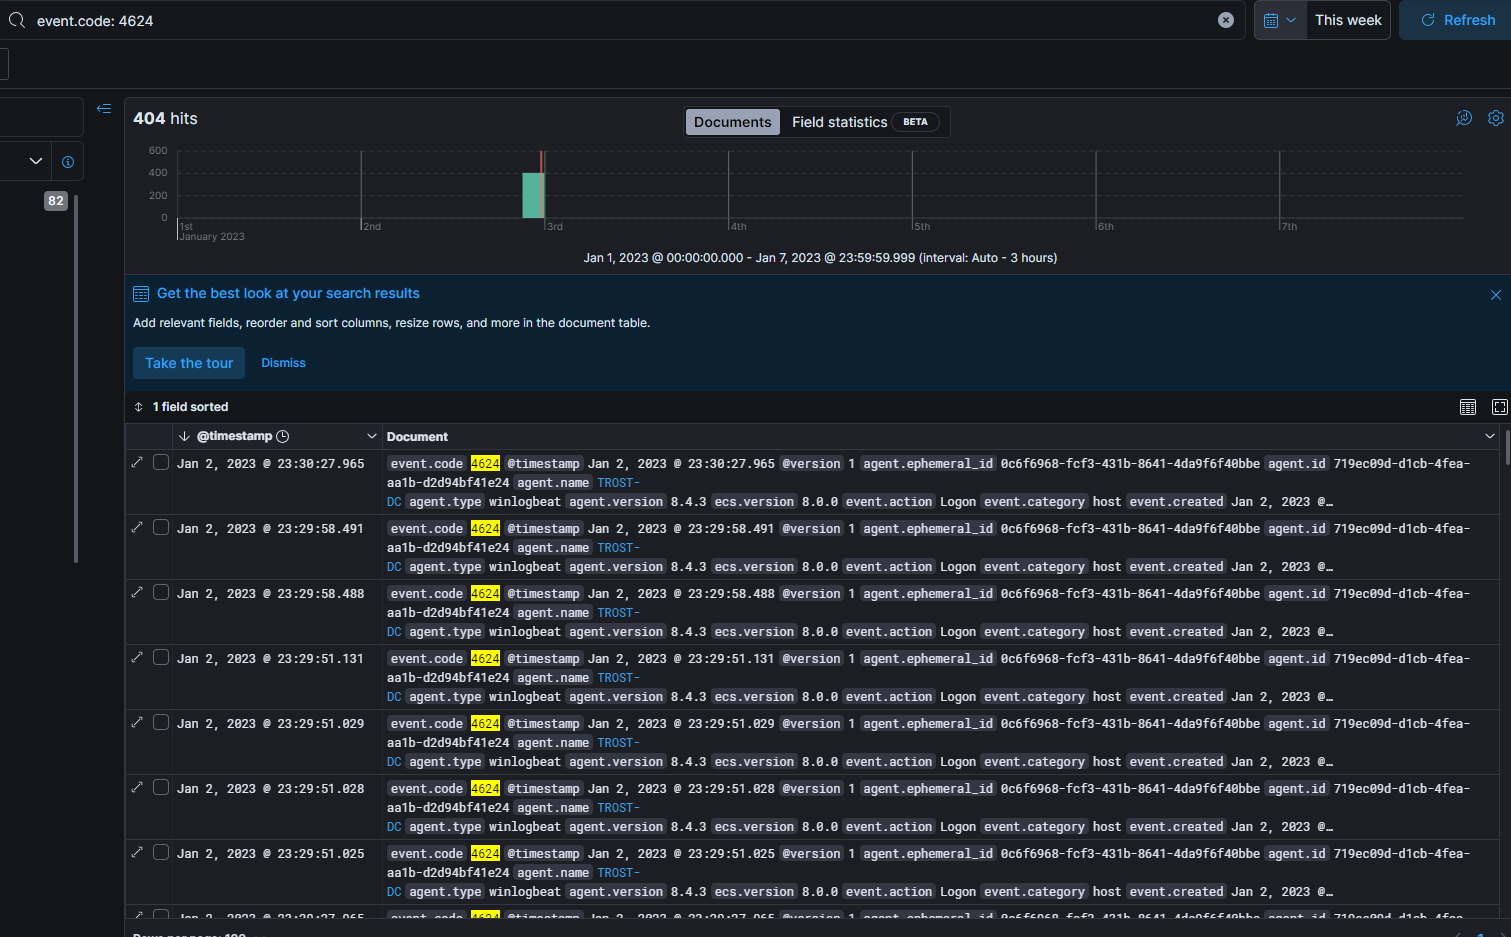 event.code: 4624
This week
Refresh
404 hits
Documents
Field statistics
BETA
82
600
400
200
0
1st
January 2023
2nd
3rd
4th
5th
6th
7th
Jan 1, 2023 @ 00:00:00.000 - Jan 7, 2023 @ 23:59:59.999 (interval: Auto - 3 hours)
Get the best look at your search results
Add relevant fields, reorder and sort columns, resize rows, and more in the document table.
Take the tour
Dismiss
1 field sorted
@timestamp
Document
Jan 2, 2023 @ 23:30:27.965
event.code 4624 @timestamp Jan 2, 2023 @ 23:30:27.965 @version 1 agent.ephemeral_id 0c6f6968-fcf3-431b-8641-4da9f6f40bbe agent.id 719ec09d-d1cb-4fea-
aa1b-d2d94bf41e24 agent.name TROST-
DC agent.type winlogbeat agent.version 8.4.3 ecs.version 8.0.0 event.action Logon event.category host event.created Jan 2, 2023 @…
Jan 2, 2023 @ 23:29:58.491
event.code 4624 @timestamp Jan 2, 2023 @ 23:29:58.491 @version 1 agent.ephemeral_id 0c6f6968-fcf3-431b-8641-4da9f6f40bbe agent.id 719ec09d-d1cb-4fea-
aa1b-d2d94bf41e24 agent.name TROST-
DC agent.type winlogbeat agent.version 8.4.3 ecs.version 8.0.0 event.action Logon event.category host event.created Jan 2, 2023 @…
Jan 2, 2023 @ 23:29:58.488
event.code 4624 @timestamp Jan 2, 2023 @ 23:29:58.488 @version 1 agent.ephemeral_id 0c6f6968-fcf3-431b-8641-4da9f6f40bbe agent.id 719ec09d-d1cb-4fea-
aa1b-d2d94bf41e24 agent.name TROST-
DC agent.type winlogbeat agent.version 8.4.3 ecs.version 8.0.0 event.action Logon event.category host event.created Jan 2, 2023 @…
Jan 2, 2023 @ 23:29:51.131
event.code 4624 @timestamp Jan 2, 2023 @ 23:29:51.131 @version 1 agent.ephemeral_id 0c6f6968-fcf3-431b-8641-4da9f6f40bbe agent.id 719ec09d-d1cb-4fea-
aa1b-d2d94bf41e24 agent.name TROST-
DC agent.type winlogbeat agent.version 8.4.3 ecs.version 8.0.0 event.action Logon event.category host event.created Jan 2, 2023 @…
Jan 2, 2023 @ 23:29:51.029
event.code 4624 @timestamp Jan 2, 2023 @ 23:29:51.029 @version 1 agent.ephemeral_id 0c6f6968-fcf3-431b-8641-4da9f6f40bbe agent.id 719ec09d-d1cb-4fea-
aa1b-d2d94bf41e24 agent.name TROST-
DC agent.type winlogbeat agent.version 8.4.3 ecs.version 8.0.0 event.action Logon event.category host event.created Jan 2, 2023 @…
Jan 2, 2023 @ 23:29:51.028
event.code 4624 @timestamp Jan 2, 2023 @ 23:29:51.028 @version 1 agent.ephemeral_id 0c6f6968-fcf3-431b-8641-4da9f6f40bbe agent.id 719ec09d-d1cb-4fea-
aa1b-d2d94bf41e24 agent.name TROST-
DC agent.type winlogbeat agent.version 8.4.3 ecs.version 8.0.0 event.action Logon event.category host event.created Jan 2, 2023 @…
Jan 2, 2023 @ 23:29:51.025
event.code 4624 @timestamp Jan 2, 2023 @ 23:29:51.025 @version 1 agent.ephemeral_id 0c6f6968-fcf3-431b-8641-4da9f6f40bbe agent.id 719ec09d-d1cb-4fea-
aa1b-d2d94bf41e24 agent.name TROST-
DC agent.type winlogbeat agent.version 8.4.3 ecs.version 8.0.0 event.action Logon event.category host event.created Jan 2, 2023 @…